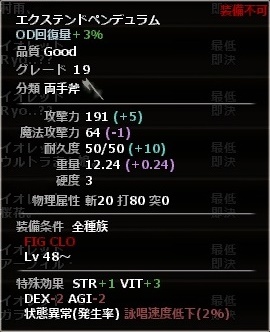 装備不可
エクステンドペンデュラム
OD回復量+3%
品質 Good
グレード 19
分類 両手斧
攻撃力 191 (+5)
魔法攻撃力 64 (-1)
耐久度 50/50 (+10)
重量 12.24 (+0.24)
硬度 3
物理属性 斬20 打80 突0
装備条件 全種族
FIG CLO
Lv 48～
特殊効果 STR+1 VIT+3
DEX-2 AGI-2
状態異常(発生率) 詠唱速度低下(2%)